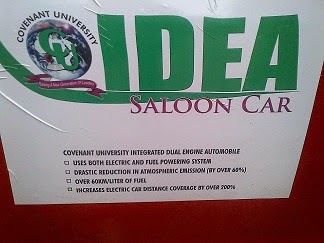 COVENANT UNIVERSITY
CU
IDEA
SALOON CAR
COVENANT UNIVERSITY INTEGRATED DUAL ENGINE AUTOMOBILE
USES BOTH ELECTRIC AND FUEL POWERING SYSTEM
DRASTIC REDUCTION IN ATMOSPHERIC EMISSION (BY OVER 60%)
OVER 60KM/LITER OF FUEL
INCREASES ELECTRIC CAR DISTANCE COVERAGE BY OVER 200%